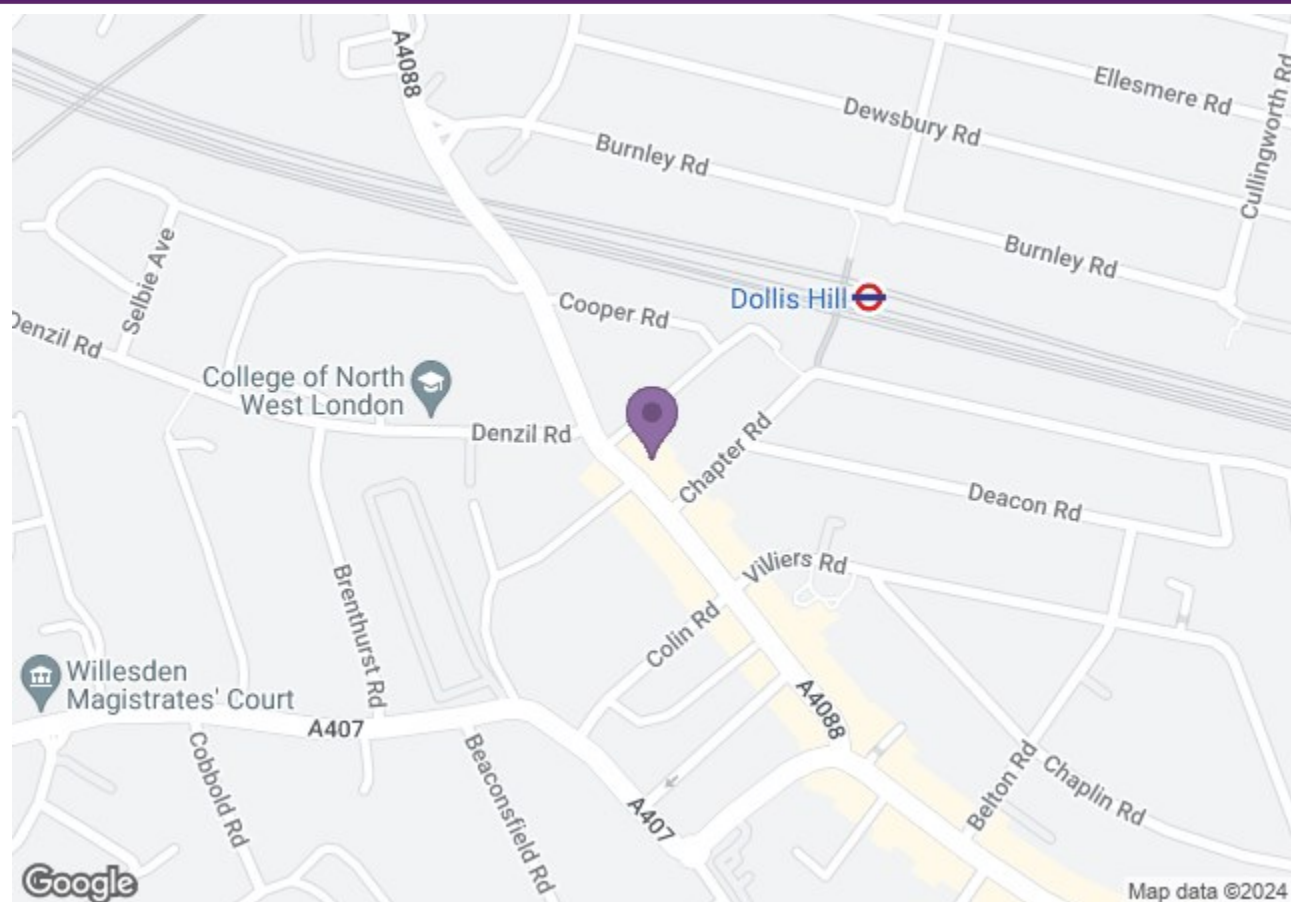 A4088
Ellesmere Rd
Dewsbury Rd
Cullingworth Rd
Burnley Rd
Burnley Rd
Selbie Ave
Dollis Hill
Cooper Rd
Denzil Rd
College of North
West London
Denzil Rd
Chapter Rd
Deacon Rd
Villiers Rd
Brenthurst Rd
Colin Rd
Willesden
Magistrates' Court
A4088
A407
Cobbold Rd
Beaconsfield Rd
Belton Rd
Chaplin Rd
A407
Google
Map data ©2024